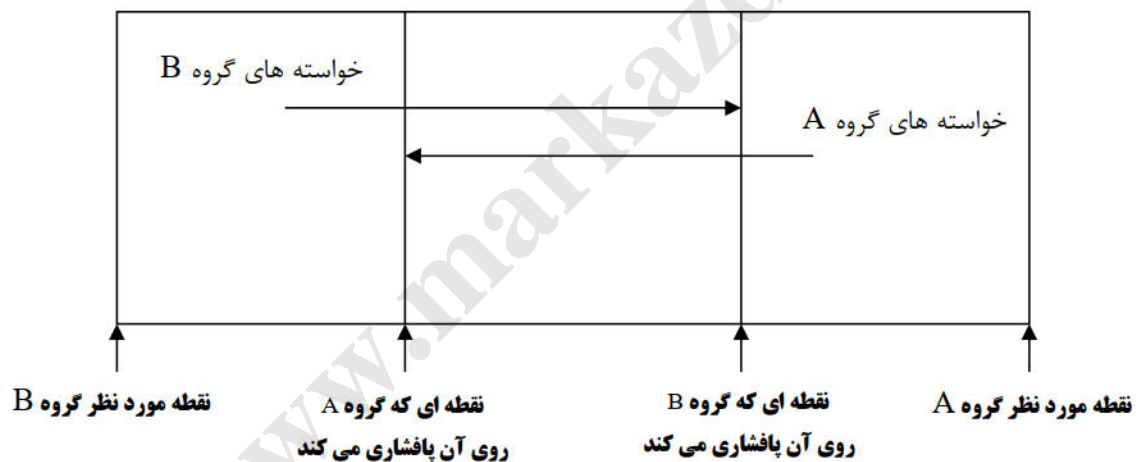 خواسته های گروه B
خواسته های گروه A
نقطه مورد نظر گروه A
نقطه ای که گروه B
روی آن پافشاری می کند
نقطه ای که گروه A
روی آن پافشاری می کند
نقطه مورد نظر گروه B
www.markaz